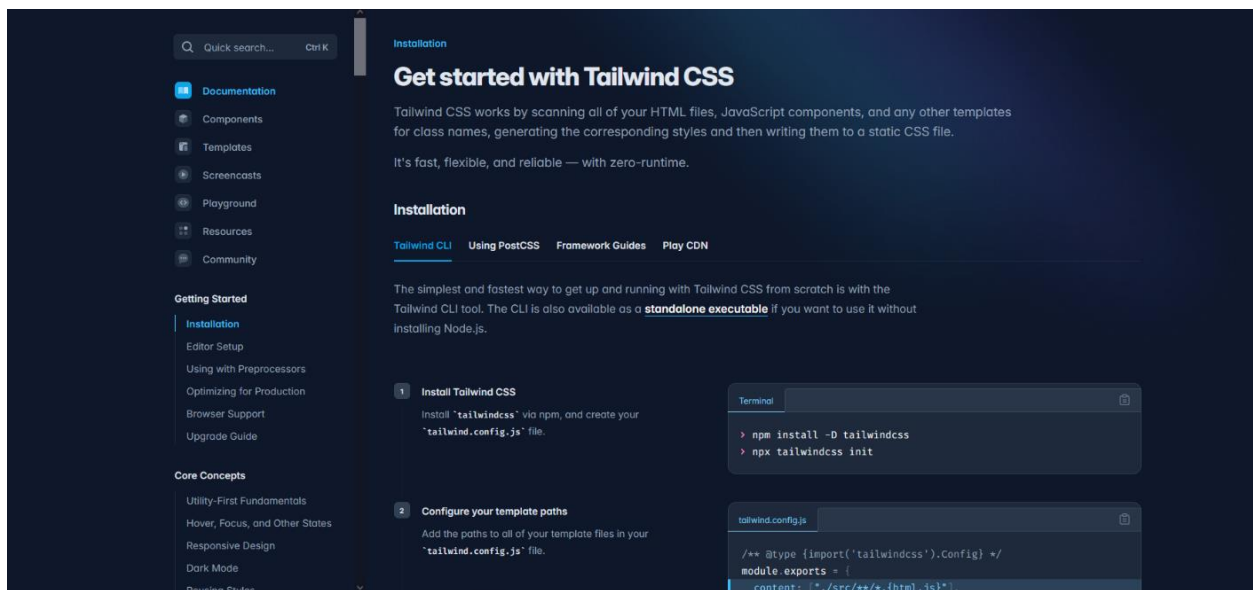 Quick search... Ctrl K
Documentation
Components
Templates
Screencasts
Playground
Resources
Community
Getting Started
Installation
Editor Setup
Using with Preprocessors
Optimizing for Production
Browser Support
Upgrade Guide
Core Concepts
Utility-First Fundamentals
Hover, Focus, and Other States
Responsive Design
Dark Mode
Reusing Styles
Installation
Get started with Tailwind CSS
Tailwind CSS works by scanning all of your HTML files, JavaScript components, and any other templates
for class names, generating the corresponding styles and then writing them to a static CSS file.
It's fast, flexible, and reliable — with zero-runtime.
Installation
Tailwind CLI Using PostCSS Framework Guides Play CDN
The simplest and fastest way to get up and running with Tailwind CSS from scratch is with the
Tailwind CLI tool. The CLI is also available as a standalone executable if you want to use it without
installing Node.js.
1 Install Tailwind CSS
Install `tailwindcss` via npm, and create your
`tailwind.config.js` file.
Terminal
> npm install -D tailwindcss
> npx tailwindcss init
2 Configure your template paths
Add the paths to all of your template files in your
`tailwind.config.js` file.
tailwind.config.js
/** @type {import('tailwindcss').Config} */
module.exports = {
content: ["./src/**/*.{html,js}"],